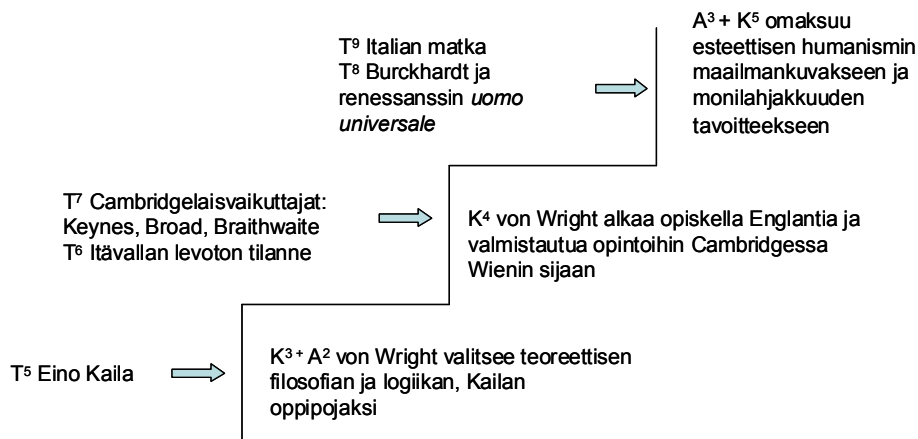 A³ + K⁵ omaksuu
esteettisen humanismin
maailmankuvakseen ja
monilahjakkuuden
tavoitteekseen
T⁹ Italian matka
T⁸ Burckhardt ja
renessanssin uomo
universale
T⁷ Cambridgelaisvaikuttajat:
Keynes, Broad, Braithwaite
T⁶ Itävallan levoton tilanne
K⁴ von Wright alkaa opiskella Englantia ja
valmistautua opintoihin Cambridgessa
Wienin sijaan
T⁵ Eino Kaila
K³ ⁺ A² von Wright valitsee teoreettisen
filosofian ja logiikan, Kailan
oppipojaksi